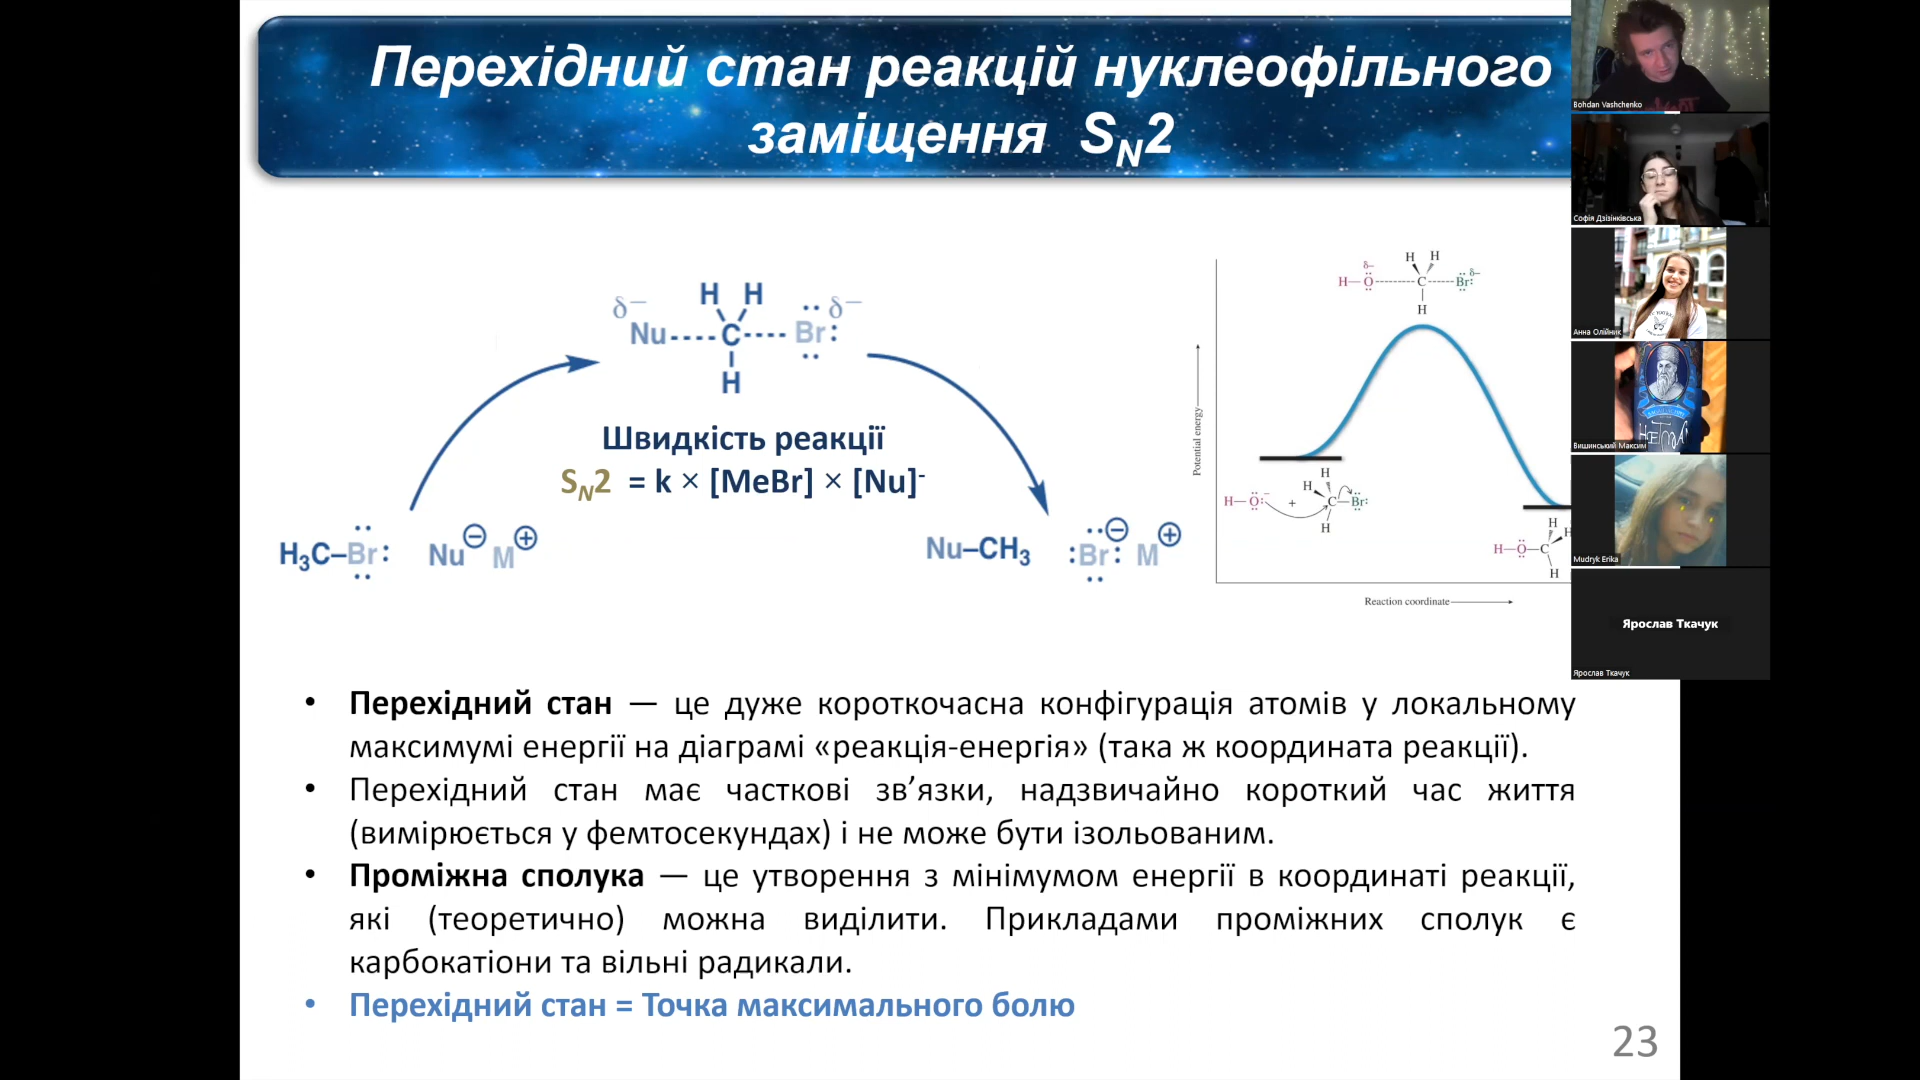 Перехідний стан реакцій нуклеофільного
заміщення S_N2
δ− H H δ−
Nu----C----Br:
H
Швидкість реакції
S_N2 = k × [MeBr] × [Nu]⁻
H₃C–Br: Nu⊖ M⊕
Nu–CH₃ :Br:⊖ M⊕
Potential energy
δ− H H δ−
H–O-------C-----Br:
H
H
H–O:⁻ + H C–Br:
H
H H
H–O–C
H
Reaction coordinate
• Перехідний стан — це дуже короткочасна конфігурація атомів у локальному
максимумі енергії на діаграмі «реакція-енергія» (така ж координата реакції).
• Перехідний стан має часткові зв’язки, надзвичайно короткий час життя
(вимірюється у фемтосекундах) і не може бути ізольованим.
• Проміжна сполука — це утворення з мінімумом енергії в координаті реакції,
які (теоретично) можна виділити. Прикладами проміжних сполук є
карбокатіони та вільні радикали.
• Перехідний стан = Точка максимального болю
23
Bohdan Vashchenko
Софія Дзізінківська
Анна Олійник
НЕТМАН
Вишинський Максим
Mudryk Erika
Ярослав Ткачук
Ярослав Ткачук